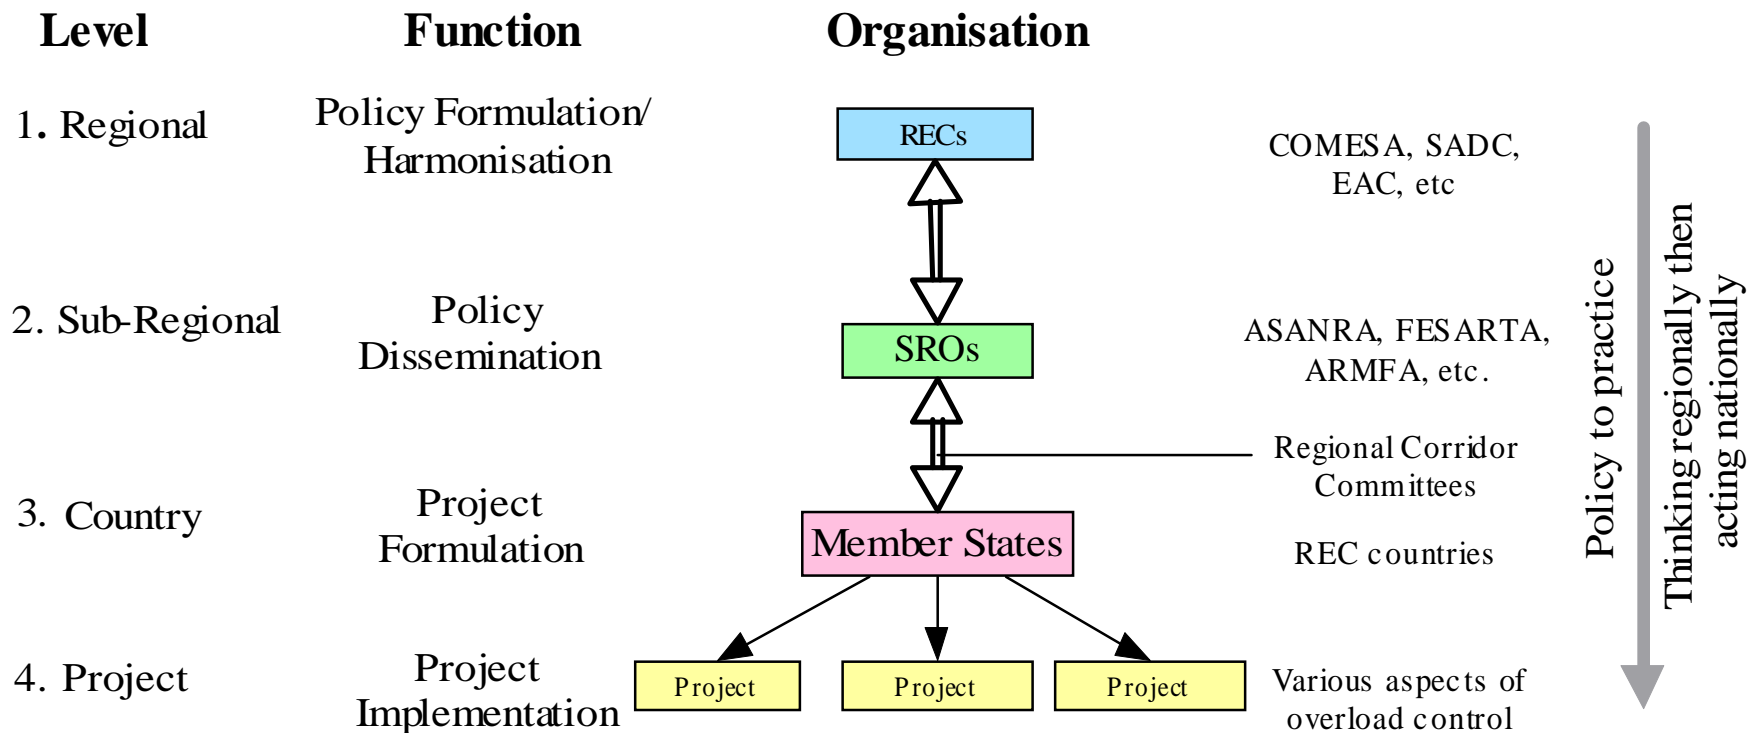 Level Function Organisation
1. Regional
Policy Formulation/
Harmonisation
RECs
COMESA, SADC,
EAC, etc
2. Sub-Regional
Policy
Dissemination
SROs
ASANRA, FESARTA,
ARMFA, etc.
Regional Corridor
Committees
3. Country
Project
Formulation
Member States
REC countries
4. Project
Project
Implementation
Project
Project
Project
Various aspects of
overload control
Policy to practice
Thinking regionally then
acting nationally